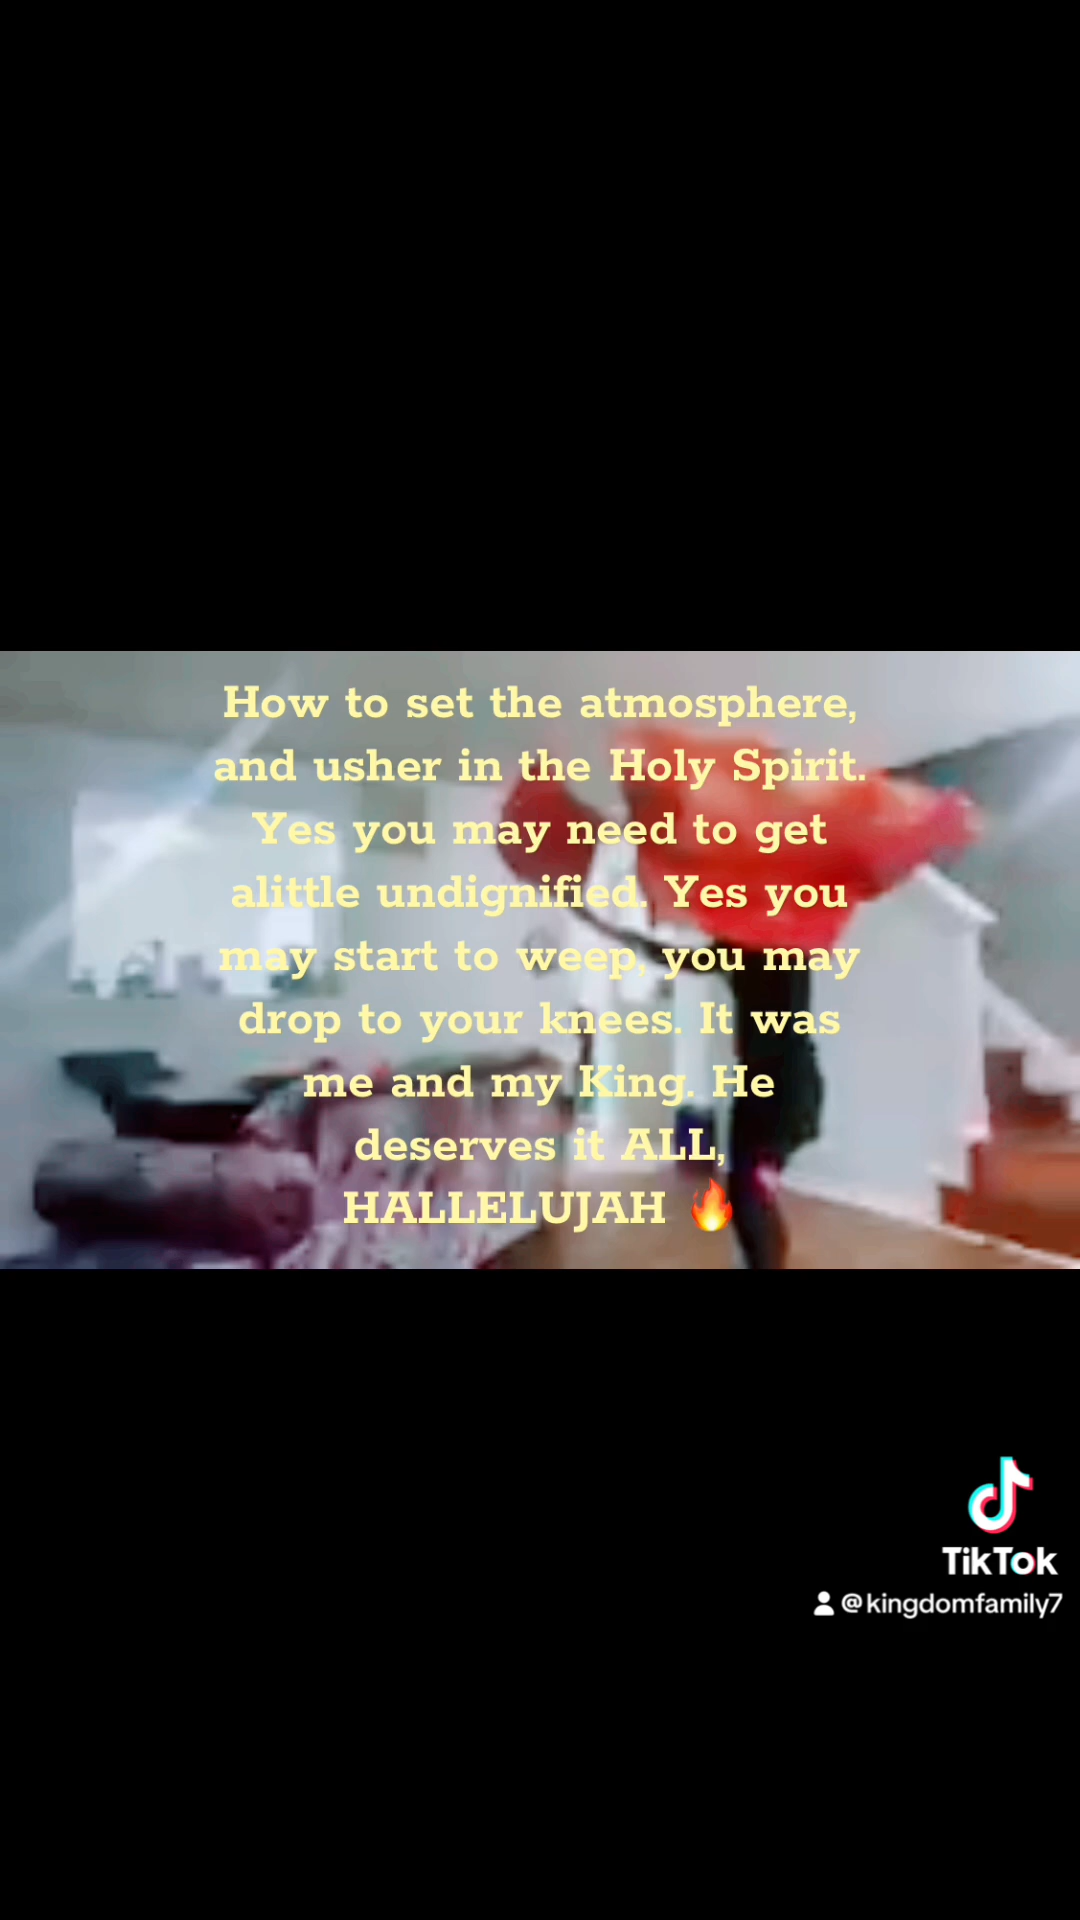 How to set the atmosphere,
and usher in the Holy Spirit.
Yes you may need to get
alittle undignified. Yes you
may start to weep, you may
drop to your knees. It was
me and my King. He
deserves it ALL,
HALLELUJAH 🔥
TikTok
@kingdomfamily7